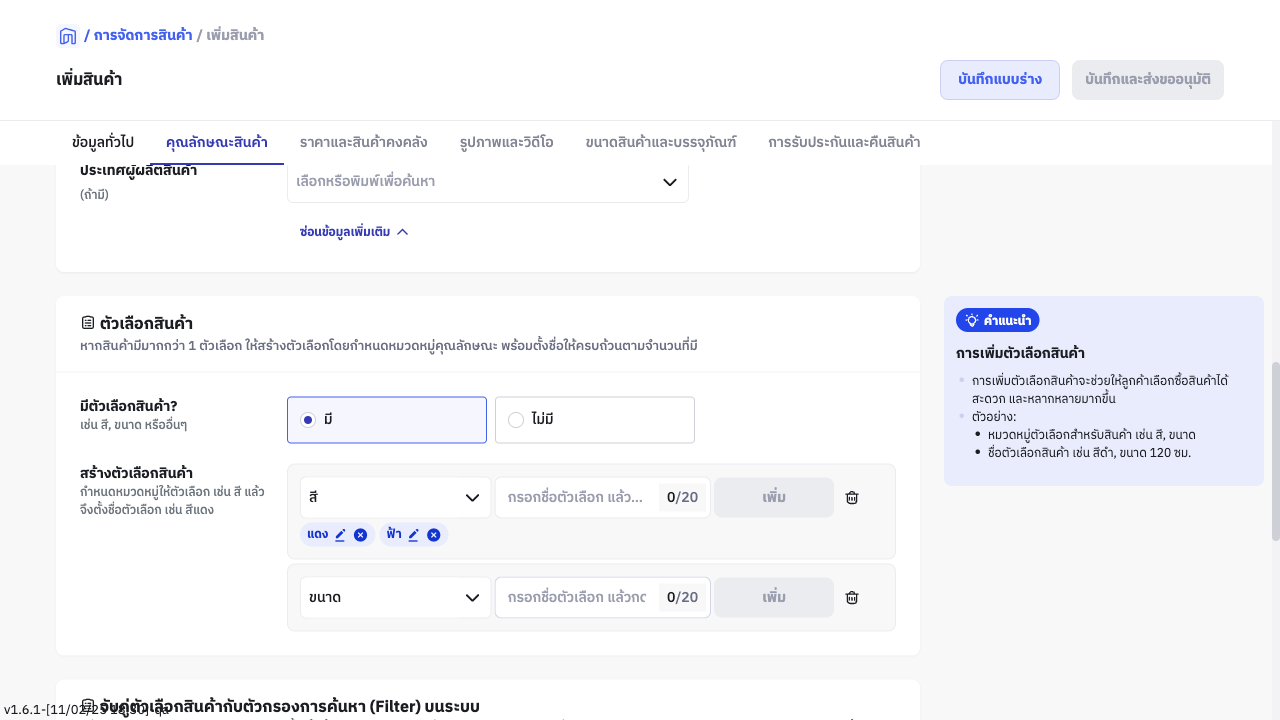 / การจัดการสินค้า / เพิ่มสินค้า
เพิ่มสินค้า
บันทึกแบบร่าง
บันทึกและส่งขออนุมัติ
ข้อมูลทั่วไป
คุณลักษณะสินค้า
ราคาและสินค้าคงคลัง
รูปภาพและวิดีโอ
ขนาดสินค้าและบรรจุภัณฑ์
การรับประกันและคืนสินค้า
ประเทศผู้ผลิตสินค้า
(ถ้ามี)
เลือกหรือพิมพ์เพื่อค้นหา
ซ่อนข้อมูลเพิ่มเติม
ตัวเลือกสินค้า
หากสินค้ามีมากกว่า 1 ตัวเลือก ให้สร้างตัวเลือกโดยกำหนดหมวดหมู่คุณลักษณะ พร้อมตั้งชื่อให้ครบถ้วนตามจำนวนที่มี
มีตัวเลือกสินค้า?
เช่น สี, ขนาด หรืออื่นๆ
มี
ไม่มี
สร้างตัวเลือกสินค้า
กำหนดหมวดหมู่ให้ตัวเลือก เช่น สี แล้ว
จึงตั้งชื่อตัวเลือก เช่น สีแดง
สี
กรอกชื่อตัวเลือก แล้ว...
0/20
เพิ่ม
แดง
ฟ้า
ขนาด
กรอกชื่อตัวเลือก แล้วกด
0/20
เพิ่ม
คำแนะนำ
การเพิ่มตัวเลือกสินค้า
การเพิ่มตัวเลือกสินค้าจะช่วยให้ลูกค้าเลือกซื้อสินค้าได้
สะดวก และหลากหลายมากขึ้น
ตัวอย่าง:
หมวดหมู่ตัวเลือกสำหรับสินค้า เช่น สี, ขนาด
ชื่อตัวเลือกสินค้า เช่น สีดำ, ขนาด 120 ซม.
จับคู่ตัวเลือกสินค้ากับตัวกรองการค้นหา (Filter) บนระบบ